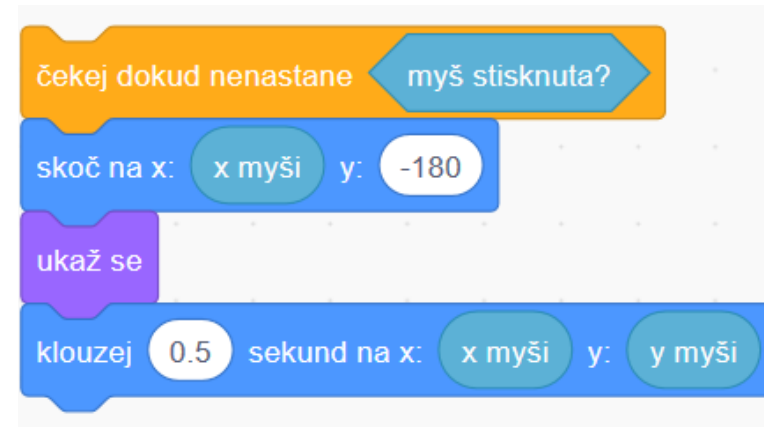 čekej dokud nenastane myš stisknuta?
skoč na x: x myši y: -180
ukaž se
klouzej 0.5 sekund na x: x myši y: y myši